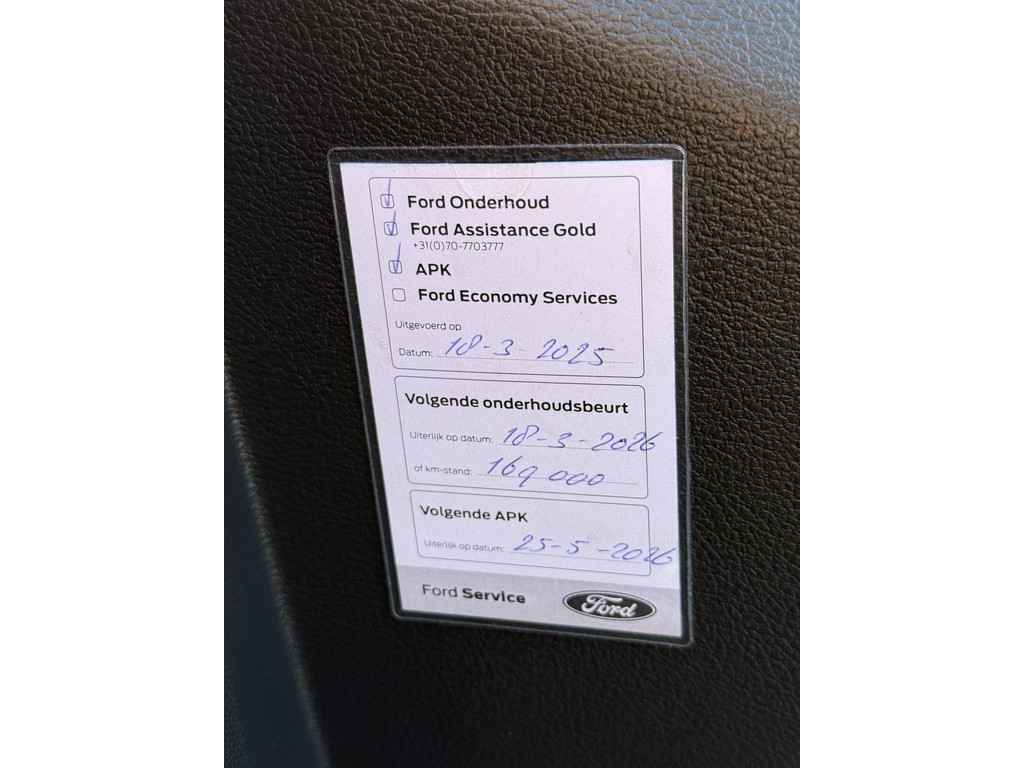 Ford Onderhoud
Ford Assistance Gold
+31(0)70-7703777
APK
Ford Economy Services
Uitgevoerd op
Datum: 18-3-2025
Volgende onderhoudsbeurt
Uiterlijk op datum: 18-3-2026
of km-stand: 169 000
Volgende APK
Uiterlijk op datum: 25-5-2026
Ford Service
Ford